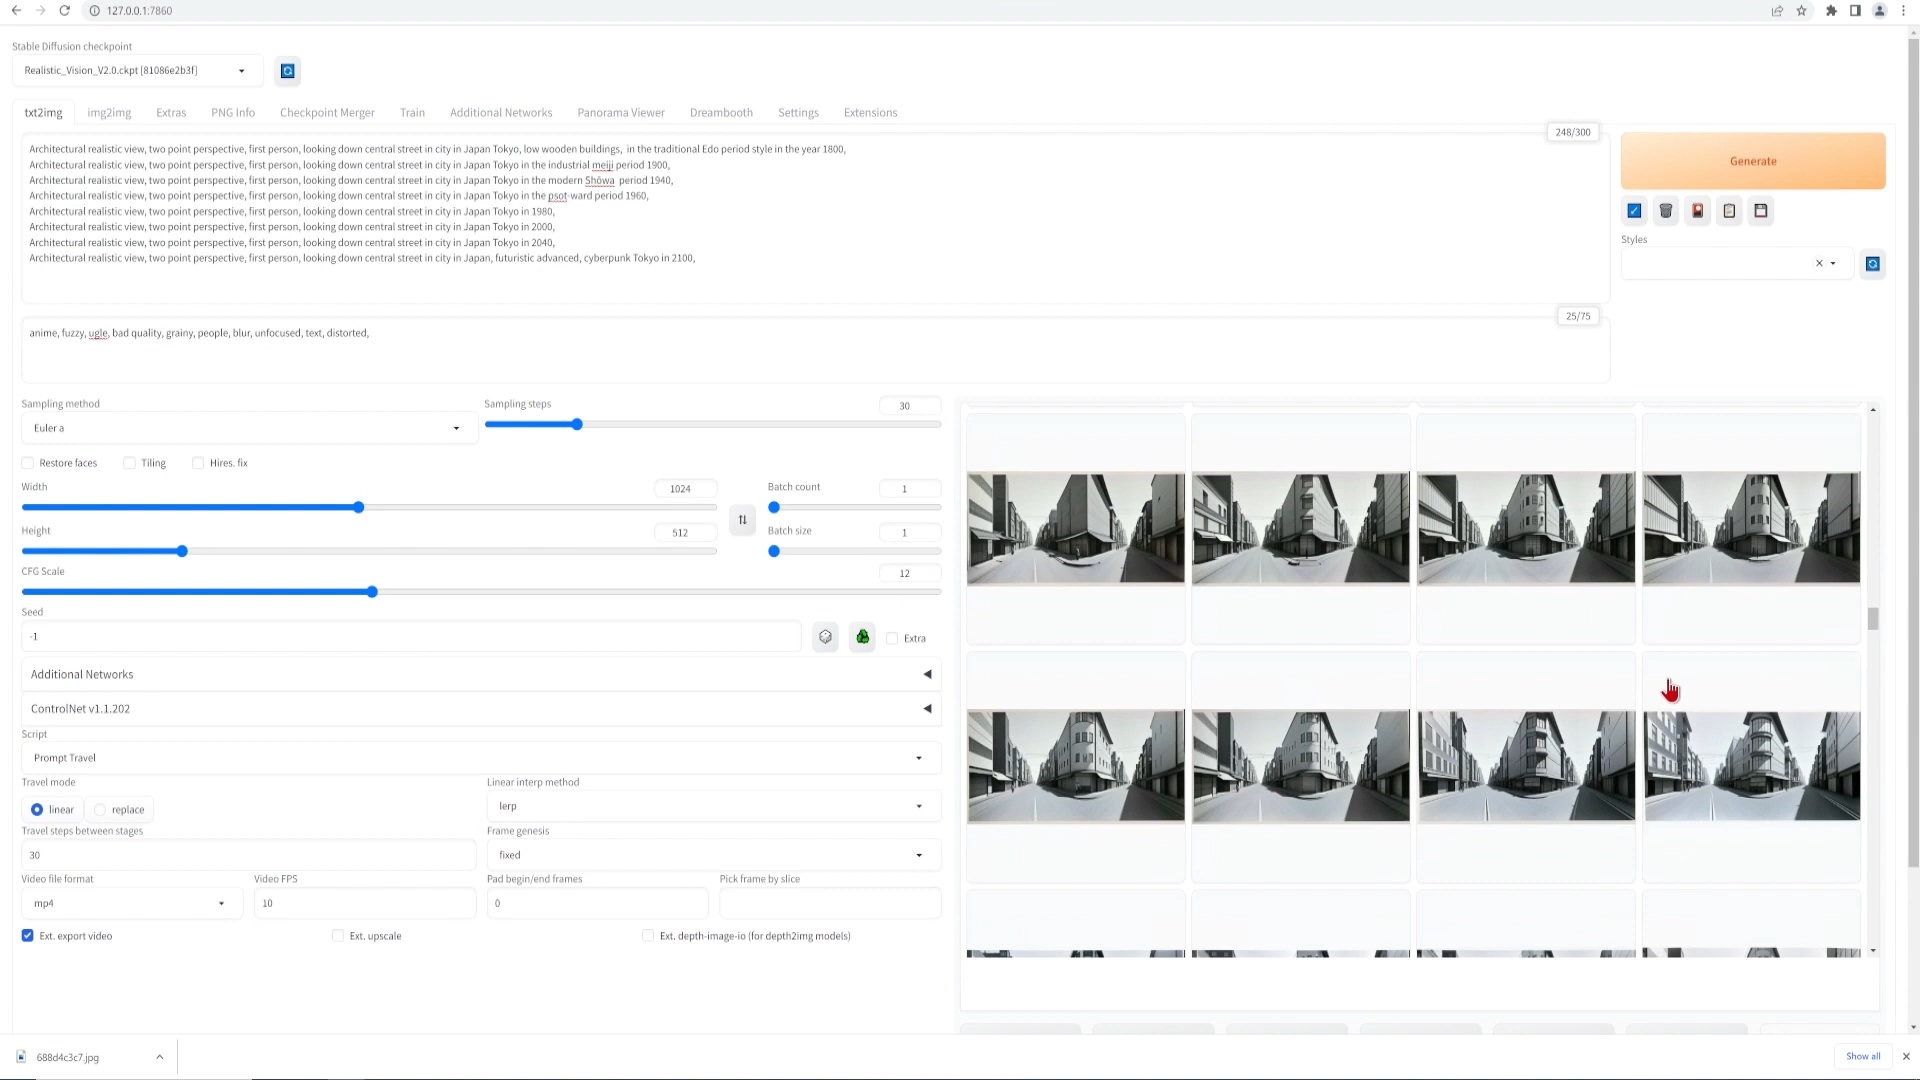 127.0.0.1:7860
Stable Diffusion checkpoint
Realistic_Vision_V2.0.ckpt [81086e2b3f]
txt2img img2img Extras PNG Info Checkpoint Merger Train Additional Networks Panorama Viewer Dreambooth Settings Extensions
248/300
Architectural realistic view, two point perspective, first person, looking down central street in city in Japan Tokyo, low wooden buildings,  in the traditional Edo period style in the year 1800,
Architectural realistic view, two point perspective, first person, looking down central street in city in Japan Tokyo in the industrial meiji period 1900,
Architectural realistic view, two point perspective, first person, looking down central street in city in Japan Tokyo in the modern Shōwa  period 1940,
Architectural realistic view, two point perspective, first person, looking down central street in city in Japan Tokyo in the psot-ward period 1960,
Architectural realistic view, two point perspective, first person, looking down central street in city in Japan Tokyo in 1980,
Architectural realistic view, two point perspective, first person, looking down central street in city in Japan Tokyo in 2000,
Architectural realistic view, two point perspective, first person, looking down central street in city in Japan Tokyo in 2040,
Architectural realistic view, two point perspective, first person, looking down central street in city in Japan, futuristic advanced, cyberpunk Tokyo in 2100,
Generate
Styles
25/75
anime, fuzzy, ugle, bad quality, grainy, people, blur, unfocused, text, distorted,
Sampling method
Euler a
Sampling steps
30
Restore faces Tiling Hires. fix
Width
1024
Batch count
1
Height
512
Batch size
1
CFG Scale
12
Seed
-1
Extra
Additional Networks
ControlNet v1.1.202
Script
Prompt Travel
Travel mode
linear replace
Linear interp method
lerp
Travel steps between stages
30
Frame genesis
fixed
Video file format
mp4
Video FPS
10
Pad begin/end frames
0
Pick frame by slice
Ext. export video Ext. upscale Ext. depth-image-io (for depth2img models)
688d4c3c7.jpg
Show all